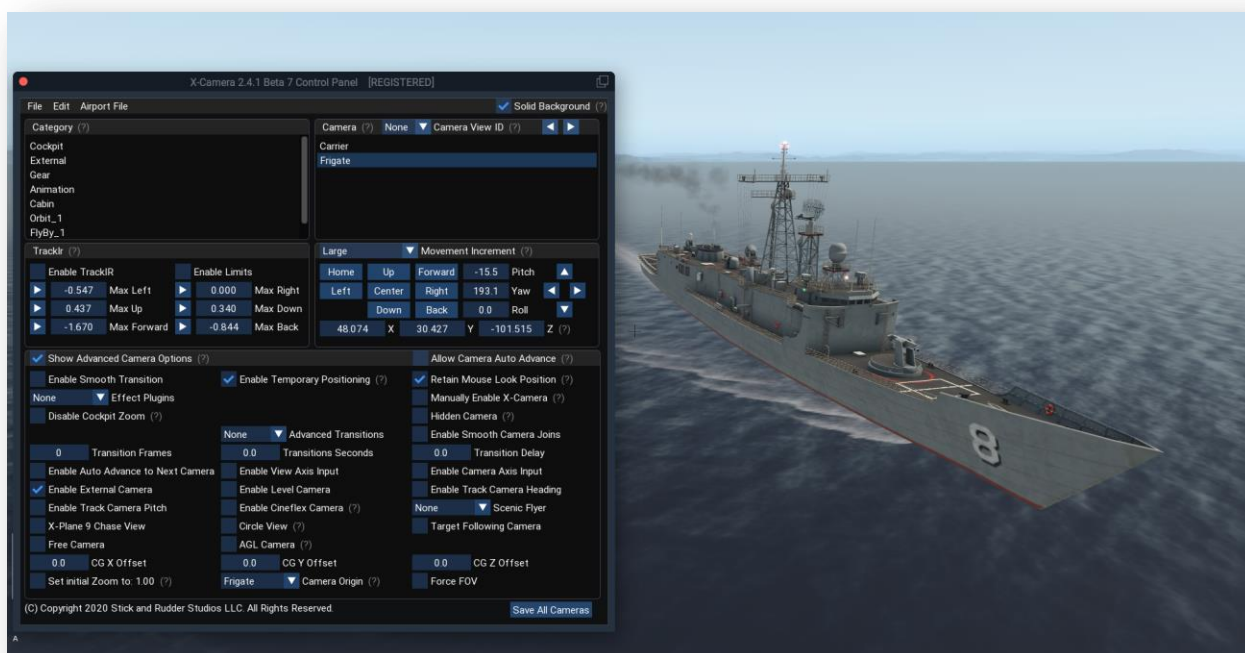 X-Camera 2.4.1 Beta 7 Control Panel [REGISTERED]
File Edit Airport File Solid Background (?)
Category (?)
Cockpit
External
Gear
Animation
Cabin
Orbit_1
FlyBy_1
Camera (?) None Camera View ID (?)
Carrier
Frigate
TrackIr (?)
Enable TrackIR Enable Limits
-0.547 Max Left 0.000 Max Right
0.437 Max Up 0.340 Max Down
-1.670 Max Forward -0.844 Max Back
Large Movement Increment (?)
Home Up Forward -15.5 Pitch
Left Center Right 193.1 Yaw
Down Back 0.0 Roll
48.074 X 30.427 Y -101.515 Z (?)
Show Advanced Camera Options (?) Allow Camera Auto Advance (?)
Enable Smooth Transition Enable Temporary Positioning (?) Retain Mouse Look Position (?)
None Effect Plugins Manually Enable X-Camera (?)
Disable Cockpit Zoom (?) Hidden Camera (?)
None Advanced Transitions Enable Smooth Camera Joins
0 Transition Frames 0.0 Transitions Seconds 0.0 Transition Delay
Enable Auto Advance to Next Camera Enable View Axis Input Enable Camera Axis Input
Enable External Camera Enable Level Camera Enable Track Camera Heading
Enable Track Camera Pitch Enable Cineflex Camera (?) None Scenic Flyer
X-Plane 9 Chase View Circle View (?) Target Following Camera
Free Camera AGL Camera (?)
0.0 CG X Offset 0.0 CG Y Offset 0.0 CG Z Offset
Set initial Zoom to: 1.00 (?) Frigate Camera Origin (?) Force FOV
(C) Copyright 2020 Stick and Rudder Studios LLC. All Rights Reserved. Save All Cameras
A
8